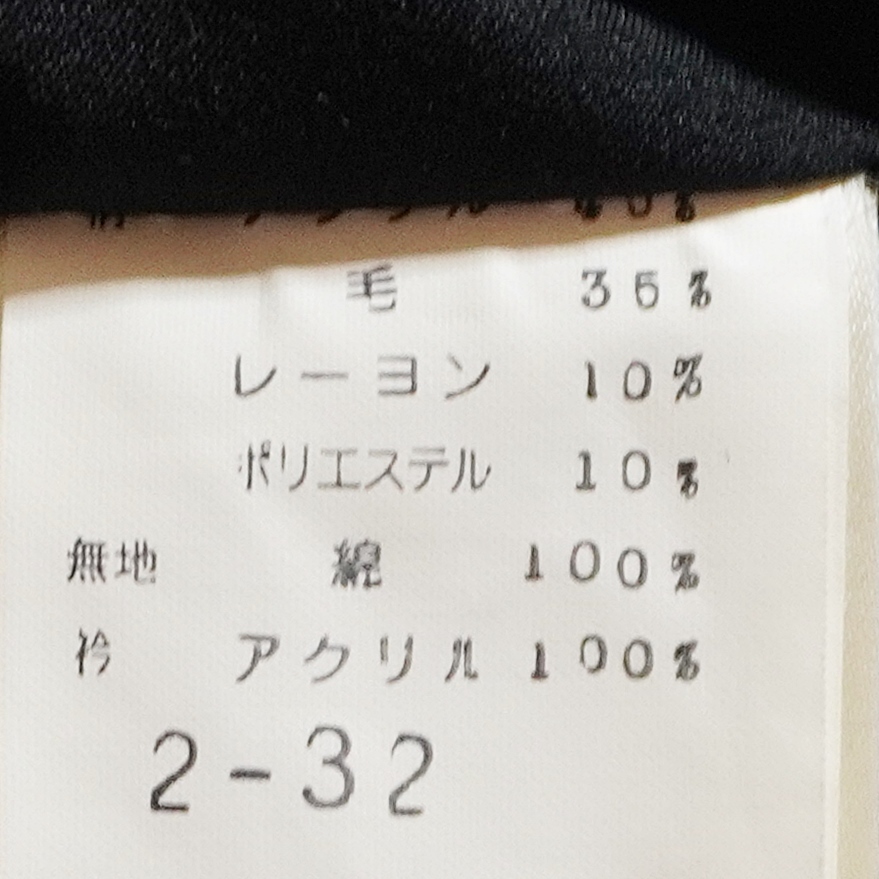 毛 35%
レーヨン 10%
ポリエステル 10%
無地 綿 100%
衿 アクリル 100%
2-32